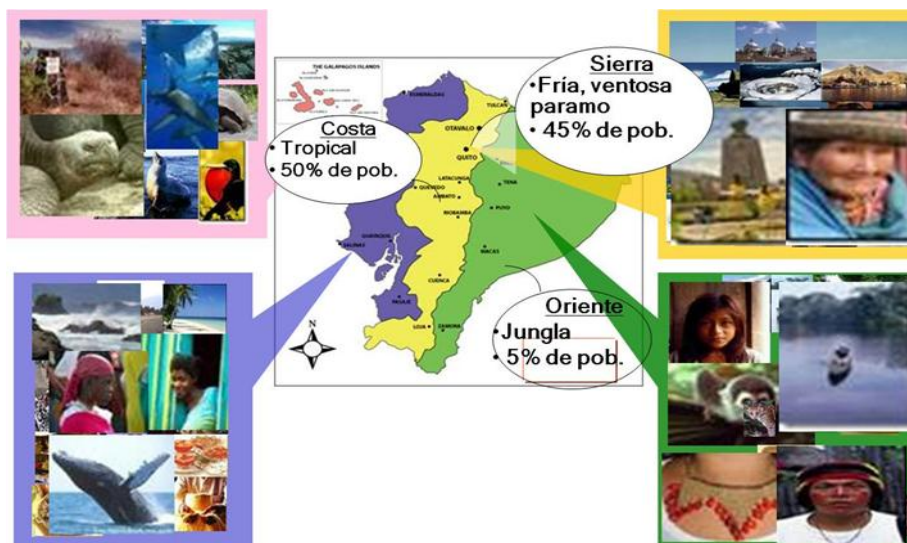 THE GALAPAGOS ISLANDS
ESMERALDAS
TULCAN
OTAVALO
QUITO
LATACUNGA
TENA
QUEVEDO
AMBATO
PUYO
RIOBAMBA
GUAYAQUIL
SALINAS
MACAS
CUENCA
PASAJE
LOJA
ZAMORA
N
Sierra
•Fría, ventosa
paramo
• 45% de pob.
Costa
• Tropical
• 50% de pob.
Oriente
• Jungla
• 5% de pob.